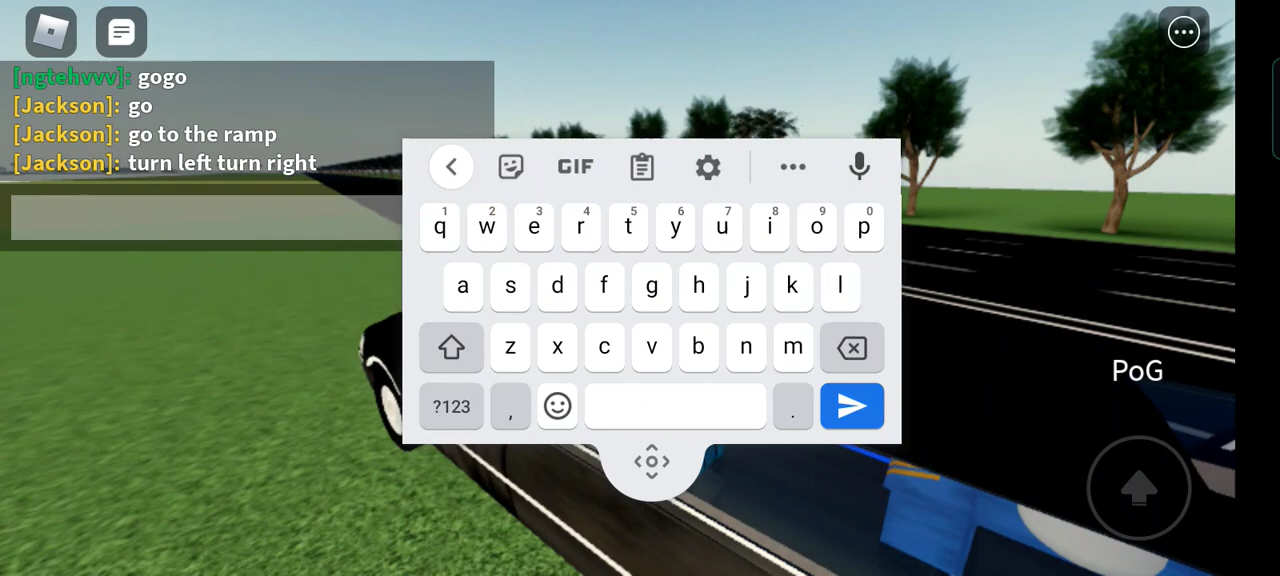 [ngtehvvv]: gogo
[Jackson]: go
[Jackson]: go to the ramp
[Jackson]: turn left turn right
GIF
1 2 3 4 5 6 7 8 9 0
q w e r t y u i o p
a s d f g h j k l
z x c v b n m
?123 , .
PoG